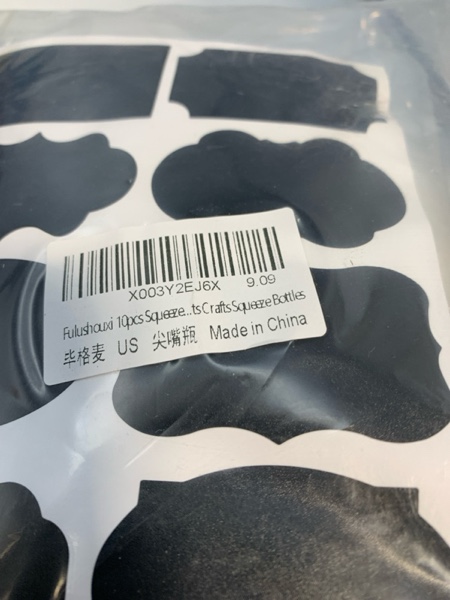 X003Y2EJ6X 9.09
Fulushouxi 10pcs Squeeze...ts Crafts Squeeze Bottles
毕格麦 US 尖嘴瓶 Made in China